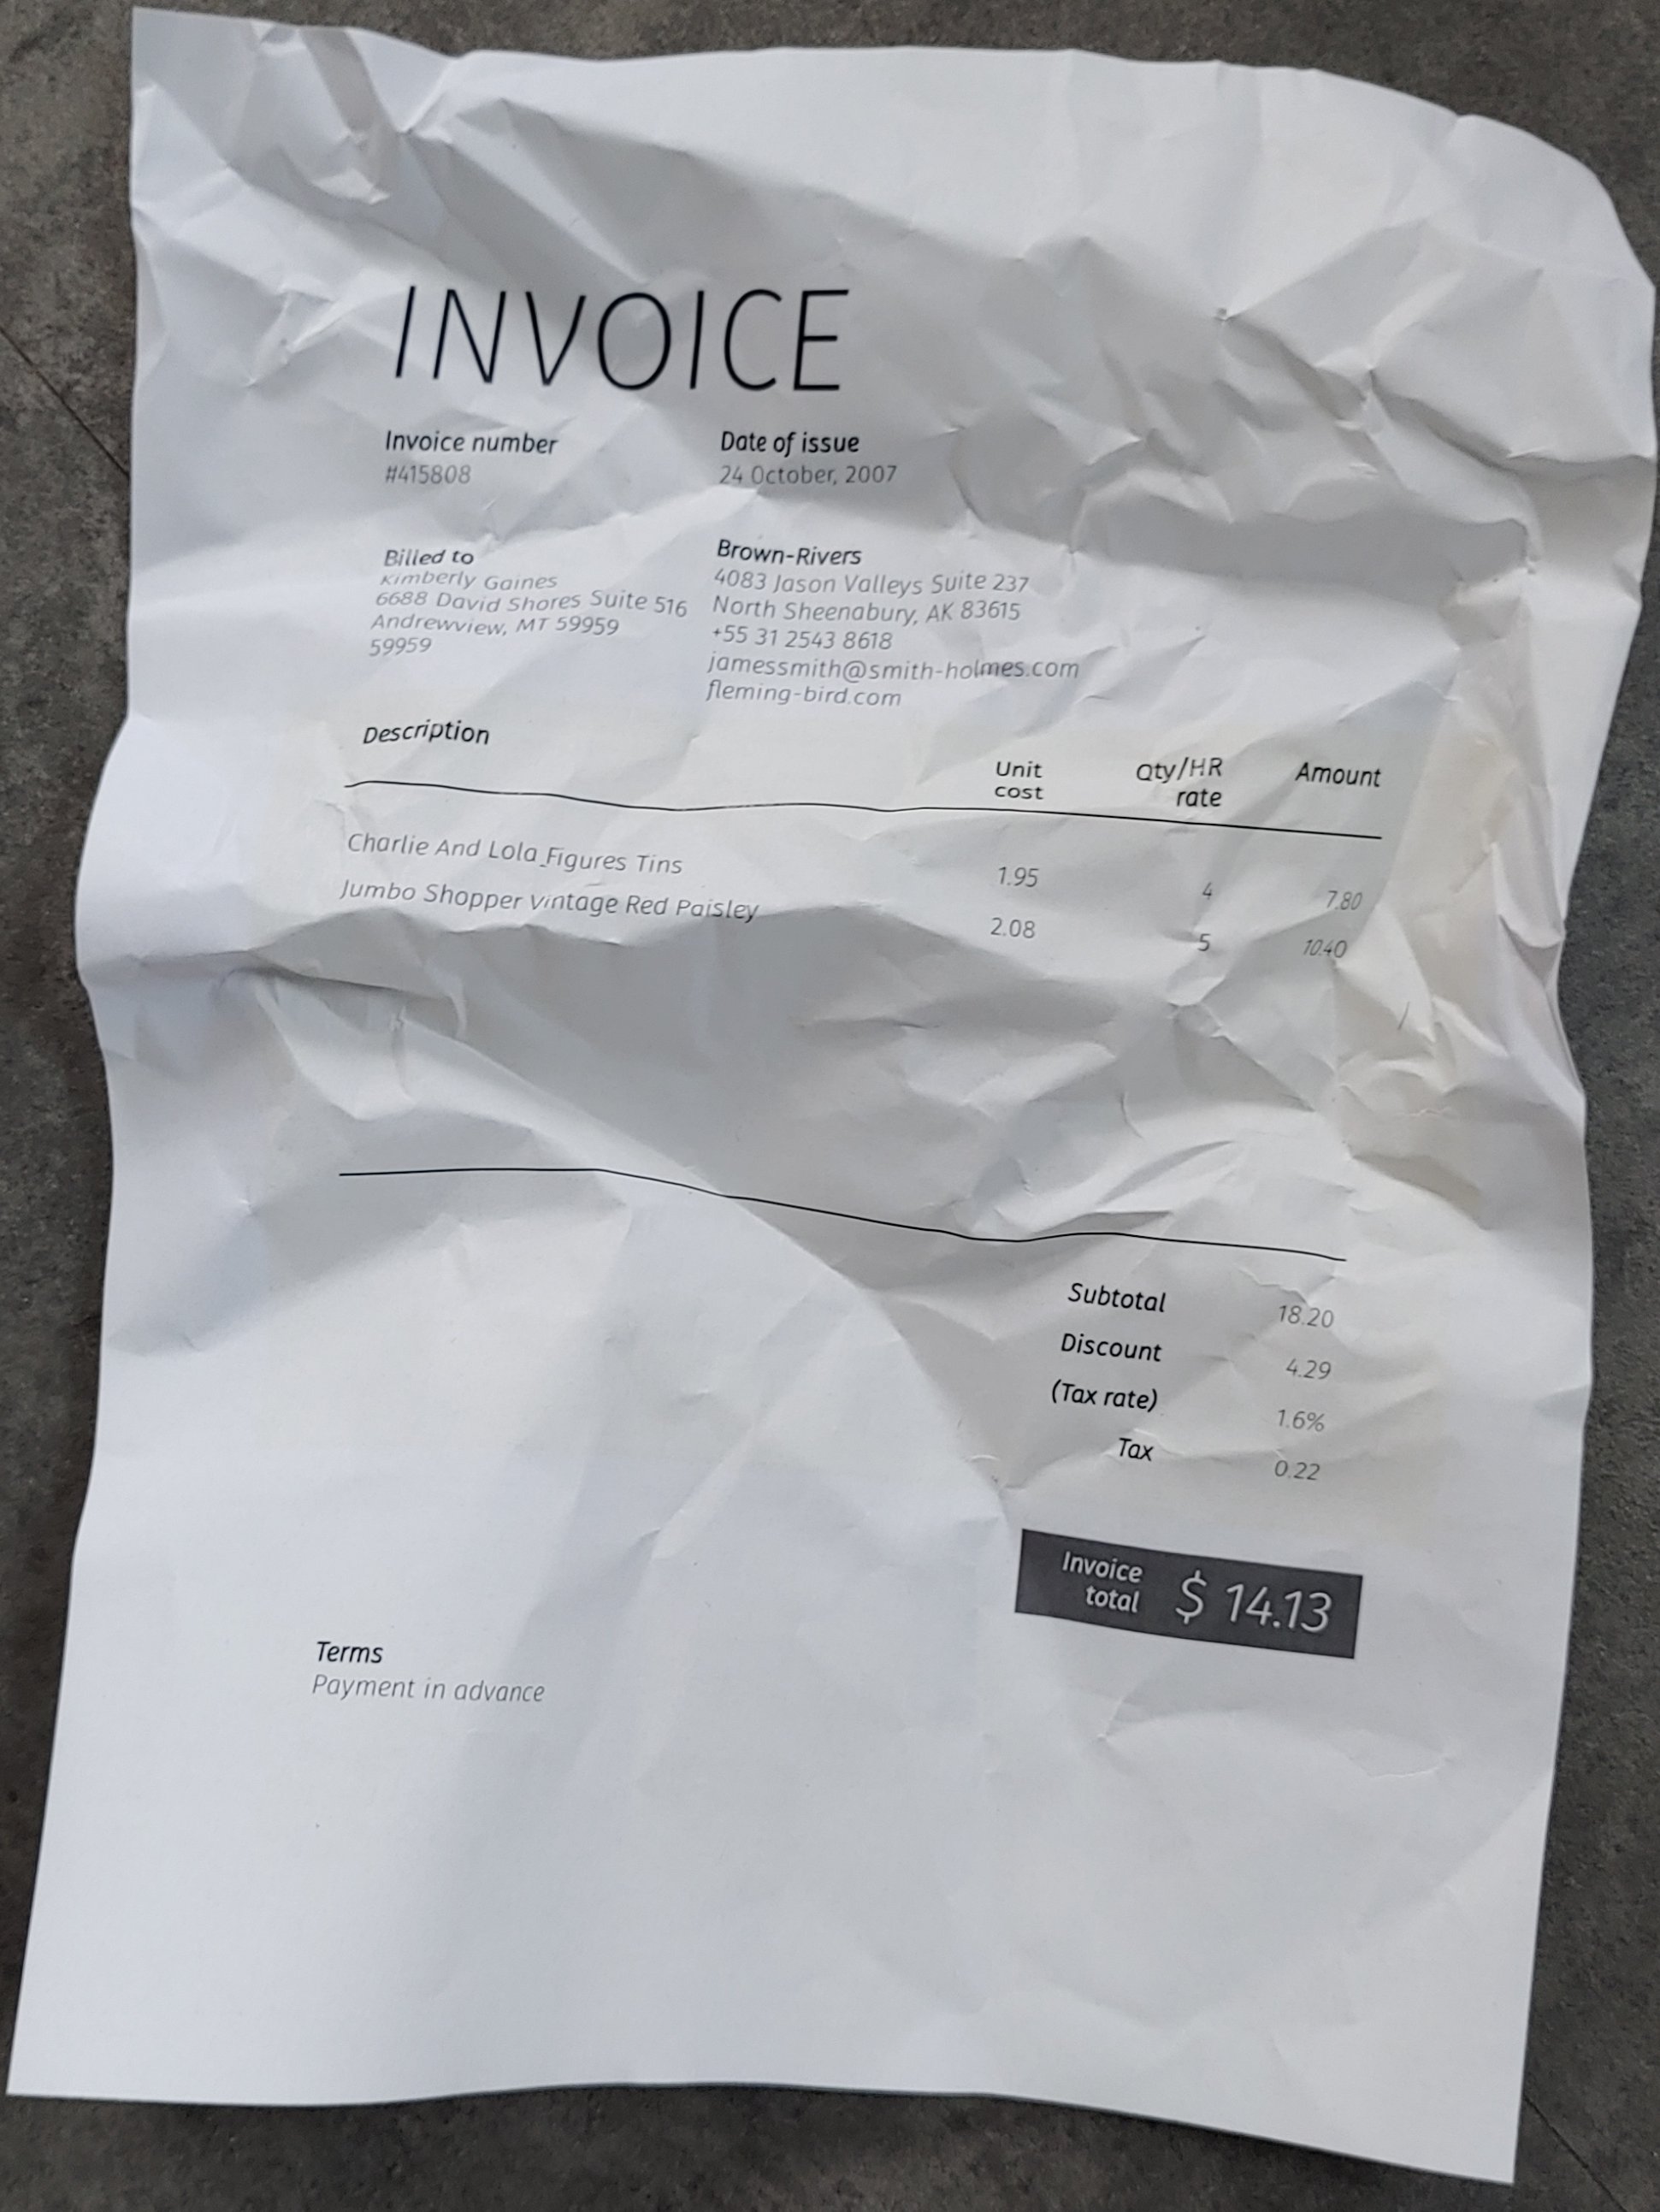 INVOICE
Invoice number
#415808
Date of issue
24 October, 2007
Billed to
Kimberly Gaines
6688 David Shores Suite 516
Andrewview, MT 59959
59959
Brown-Rivers
4083 Jason Valleys Suite 237
North Sheenabury, AK 83615
+55 31 2543 8618
jamessmith@smith-holmes.com
fleming-bird.com
Description Unit cost Qty/HR rate Amount
Charlie And Lola Figures Tins 1.95 4 7.80
Jumbo Shopper Vintage Red Paisley 2.08 5 10.40
Subtotal 18.20
Discount 4.29
(Tax rate) 1.6%
Tax 0.22
Invoice total $ 14.13
Terms
Payment in advance